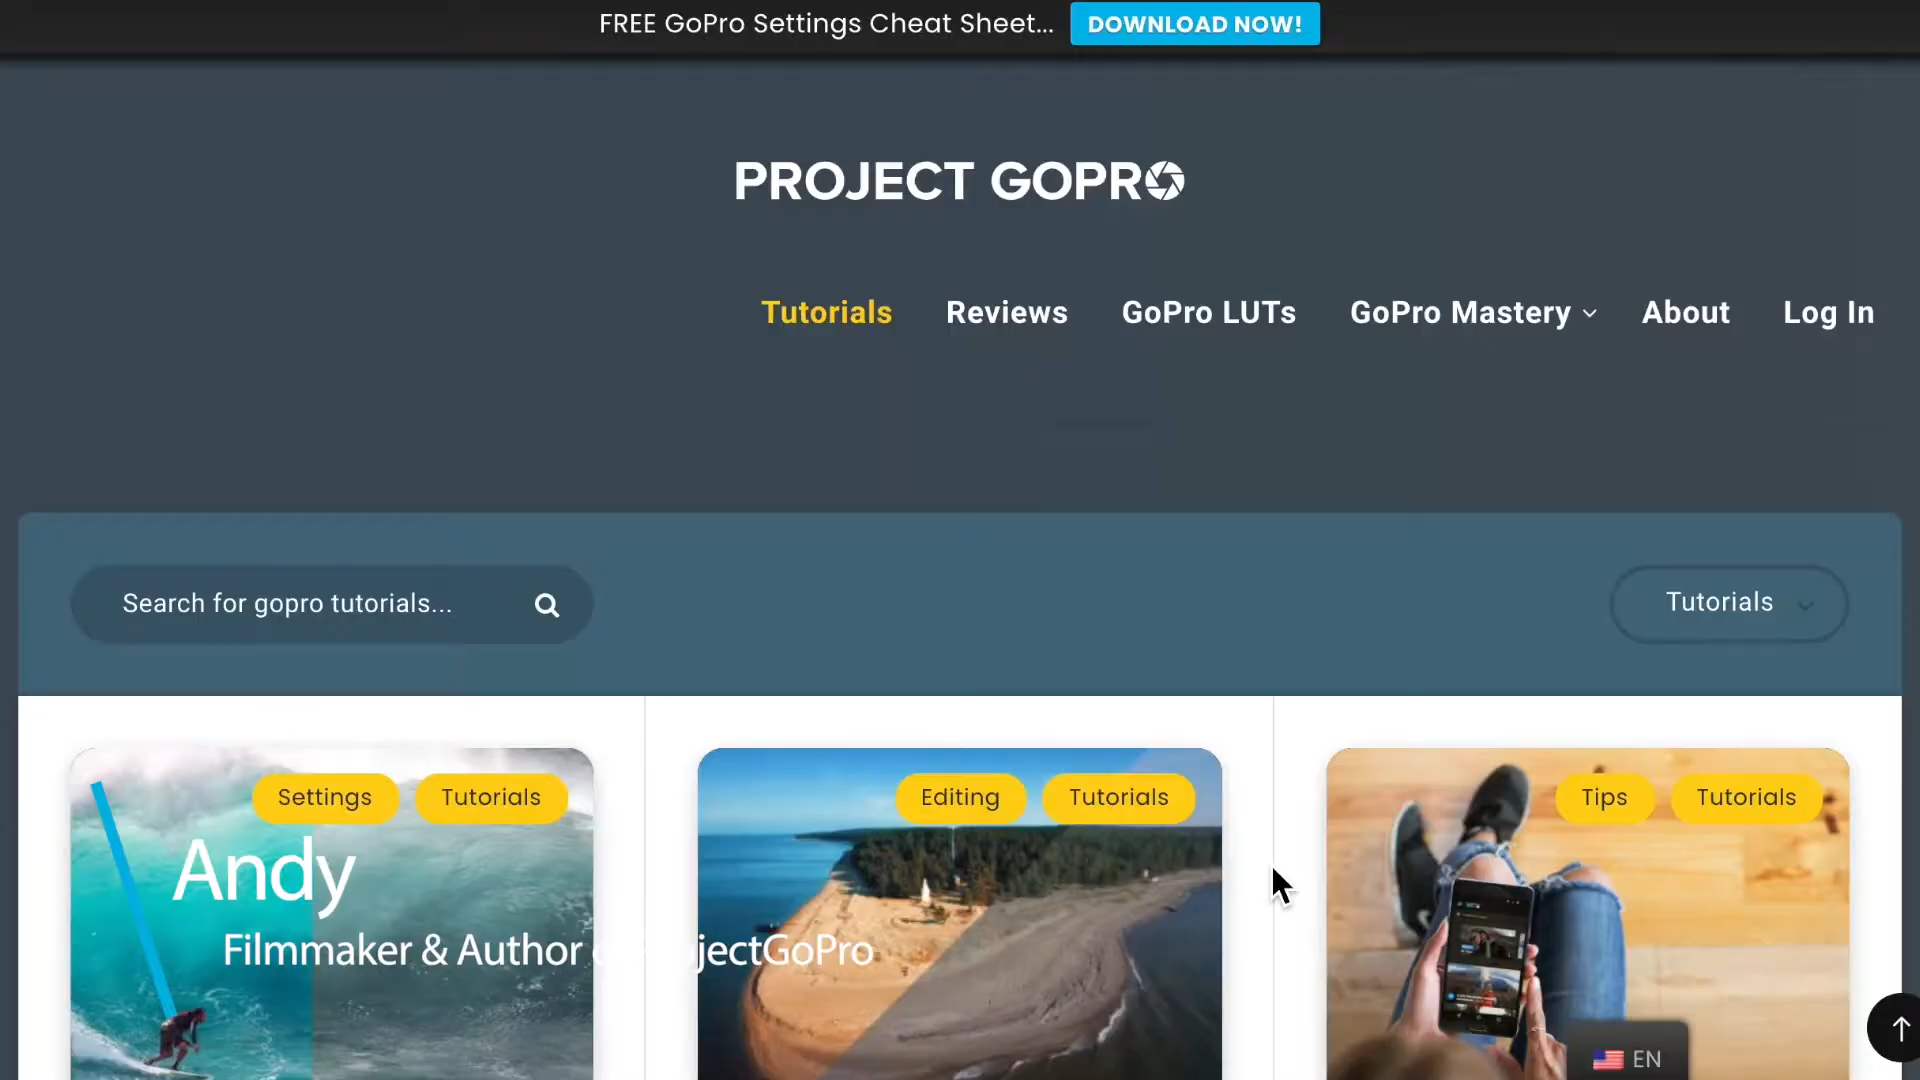 FREE GoPro Settings Cheat Sheet... DOWNLOAD NOW!
PROJECT GOPRO
Tutorials Reviews GoPro LUTs GoPro Mastery About Log In
Search for gopro tutorials... Tutorials
Settings Tutorials Editing Tutorials Tips Tutorials
Andy
Filmmaker & Author
EN